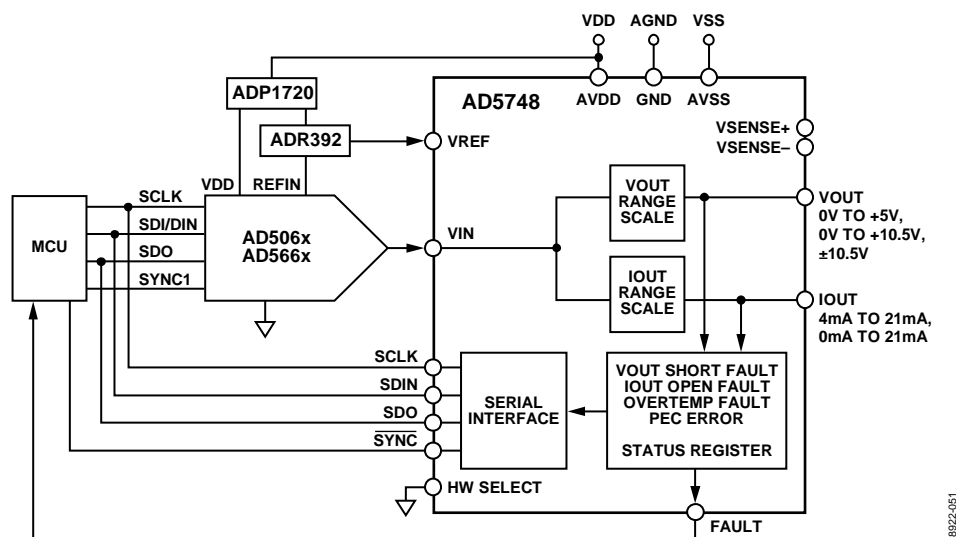 VDD AGND VSS
ADP1720
AD5748
AVDD GND AVSS
VSENSE+
VSENSE–
ADR392
VREF
VDD REFIN
SCLK
SDI/DIN
SDO
SYNC1
MCU
AD506x
AD566x
VIN
VOUT
RANGE
SCALE
VOUT
0V TO +5V,
0V TO +10.5V,
±10.5V
IOUT
RANGE
SCALE
IOUT
4mA TO 21mA,
0mA TO 21mA
SCLK
SDIN
SDO
SYNC
SERIAL
INTERFACE
VOUT SHORT FAULT
IOUT OPEN FAULT
OVERTEMP FAULT
PEC ERROR
STATUS REGISTER
HW SELECT
FAULT
8922-051